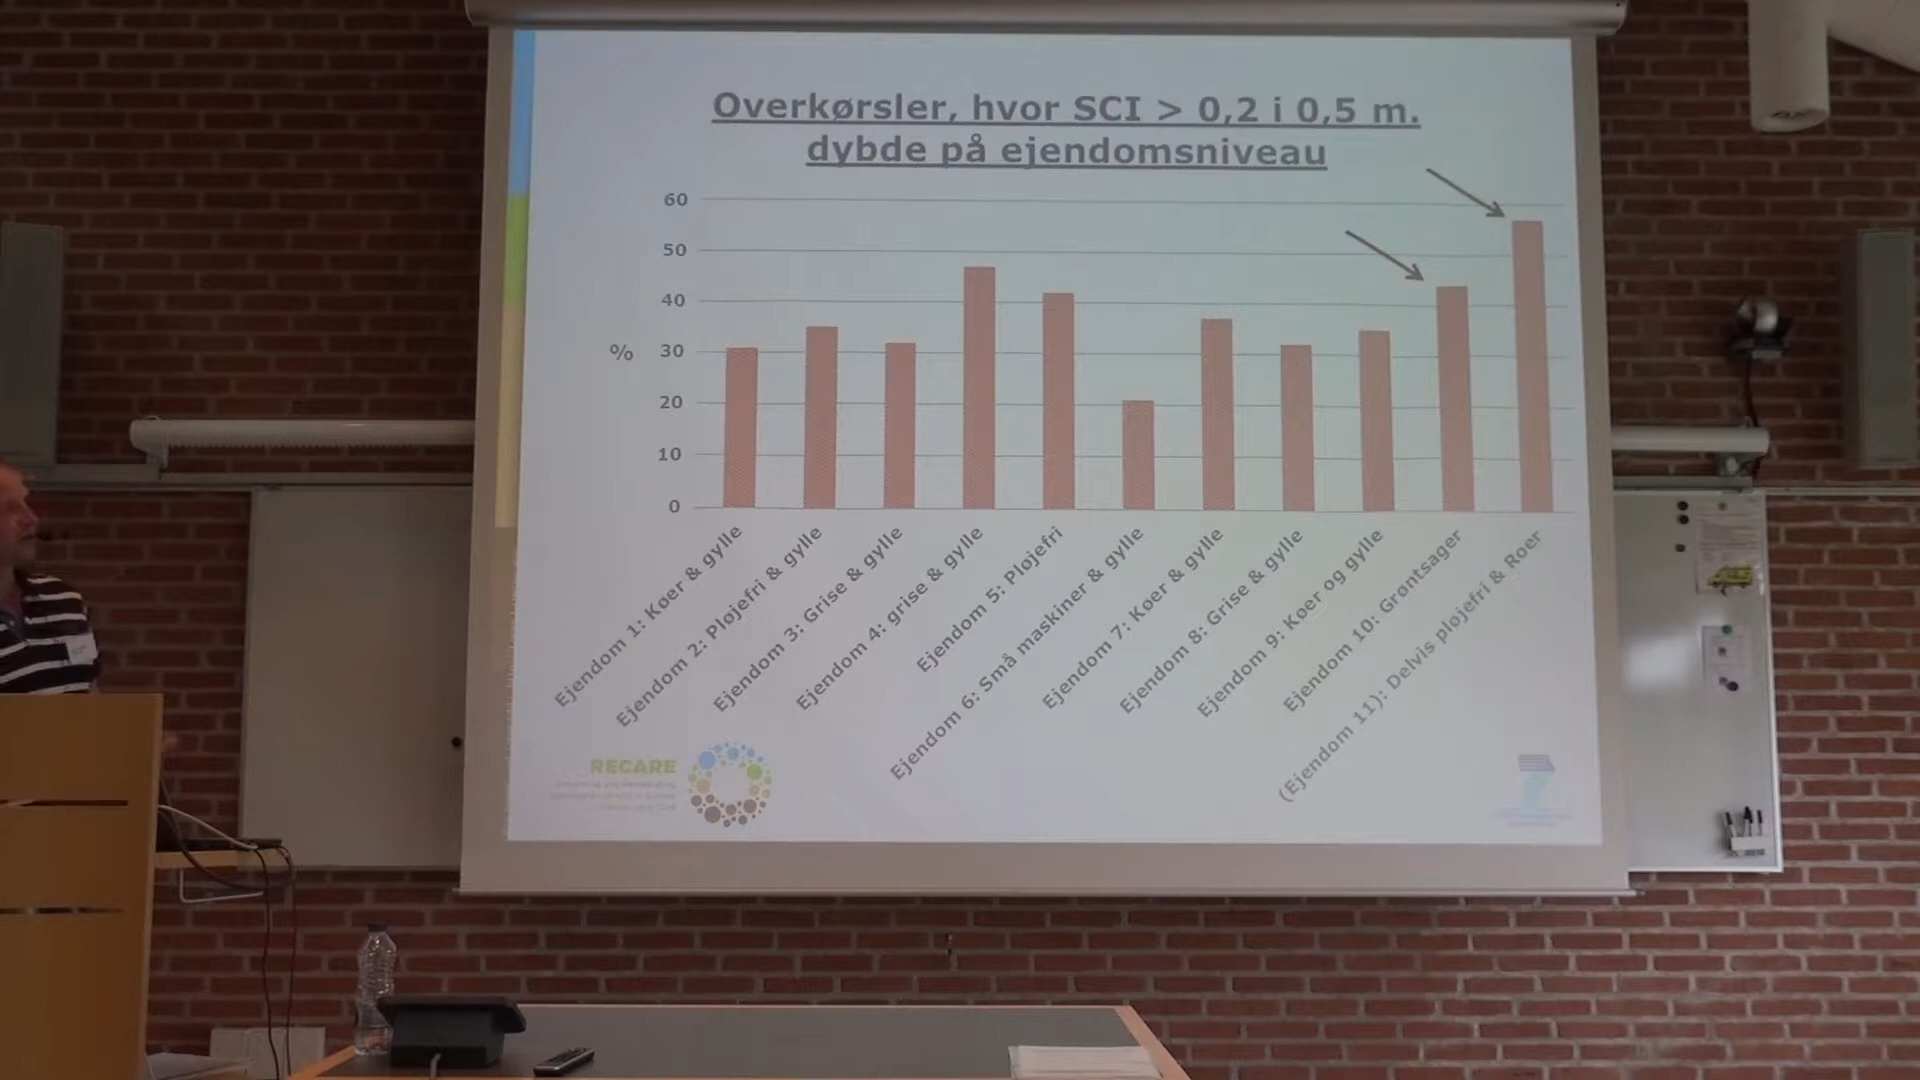 Overkørsler, hvor SCI > 0,2 i 0,5 m.
dybde på ejendomsniveau
60
50
40
% 30
20
10
0
Ejendom 1: Køer & gylle
Ejendom 2: Pløjefri & gylle
Ejendom 3: Grise & gylle
Ejendom 4: grise & gylle
Ejendom 5: Pløjefri
Ejendom 6: Små maskiner & gylle
Ejendom 7: Køer & gylle
Ejendom 8: Grise & gylle
Ejendom 9: Køer og gylle
Ejendom 10: Grøntsager
(Ejendom 11): Delvis pløjefri & Roer
RECARE